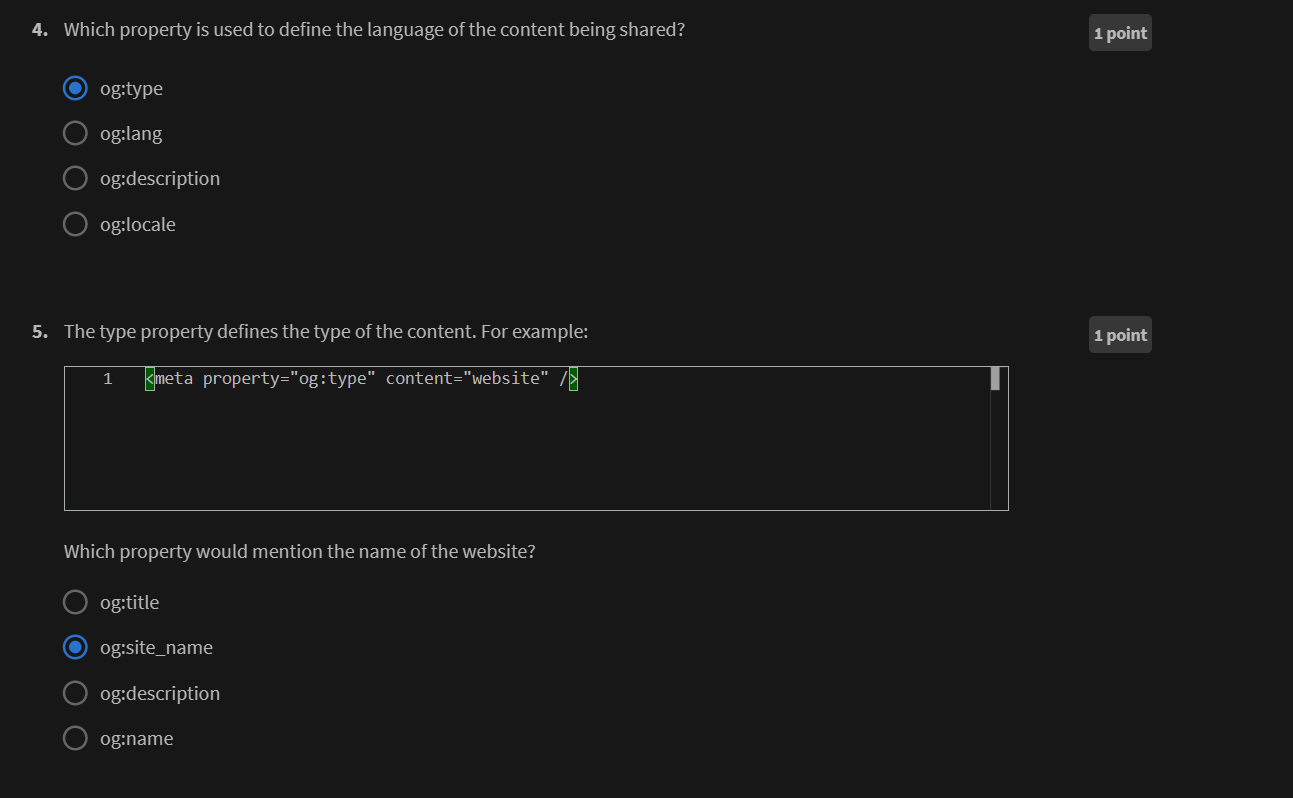 4. Which property is used to define the language of the content being shared?
1 point
og:type
og:lang
og:description
og:locale
5. The type property defines the type of the content. For example:
1 point
1 <meta property="og:type" content="website" />
Which property would mention the name of the website?
og:title
og:site_name
og:description
og:name